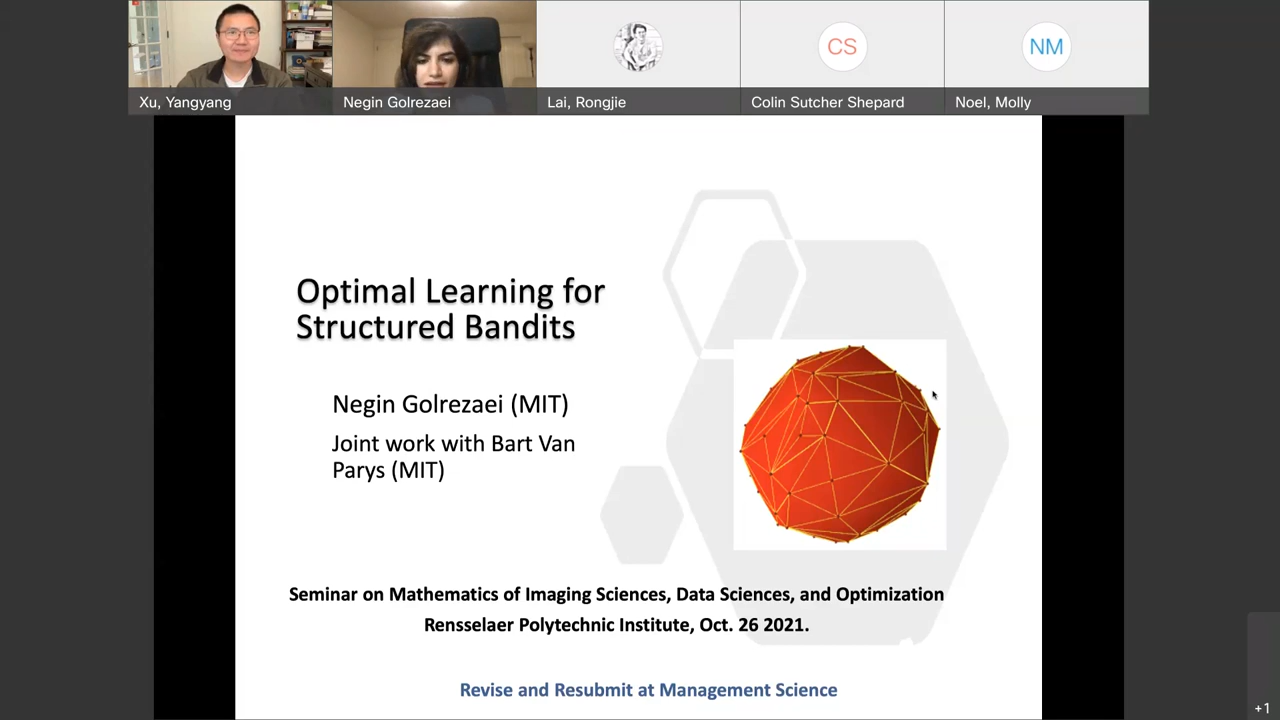 Xu, Yangyang
Negin Golrezaei
Lai, Rongjie
CS
Colin Sutcher Shepard
NM
Noel, Molly
Optimal Learning for
Structured Bandits
Negin Golrezaei (MIT)
Joint work with Bart Van
Parys (MIT)
Seminar on Mathematics of Imaging Sciences, Data Sciences, and Optimization
Rensselaer Polytechnic Institute, Oct. 26 2021.
Revise and Resubmit at Management Science
+1